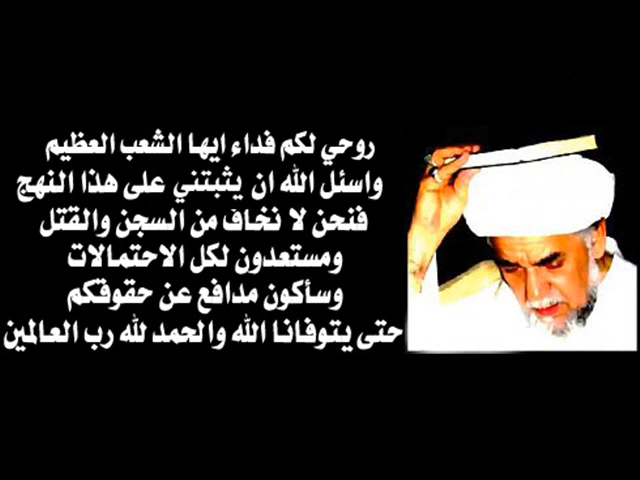 روحي لكم فداء ايها الشعب العظيم
واسئل الله ان يثبتني على هذا النهج
فنحن لا نخاف من السجن والقتل
ومستعدون لكل الاحتمالات
وسأكون مدافع عن حقوقكم
حتى يتوفانا الله والحمد لله رب العالمين